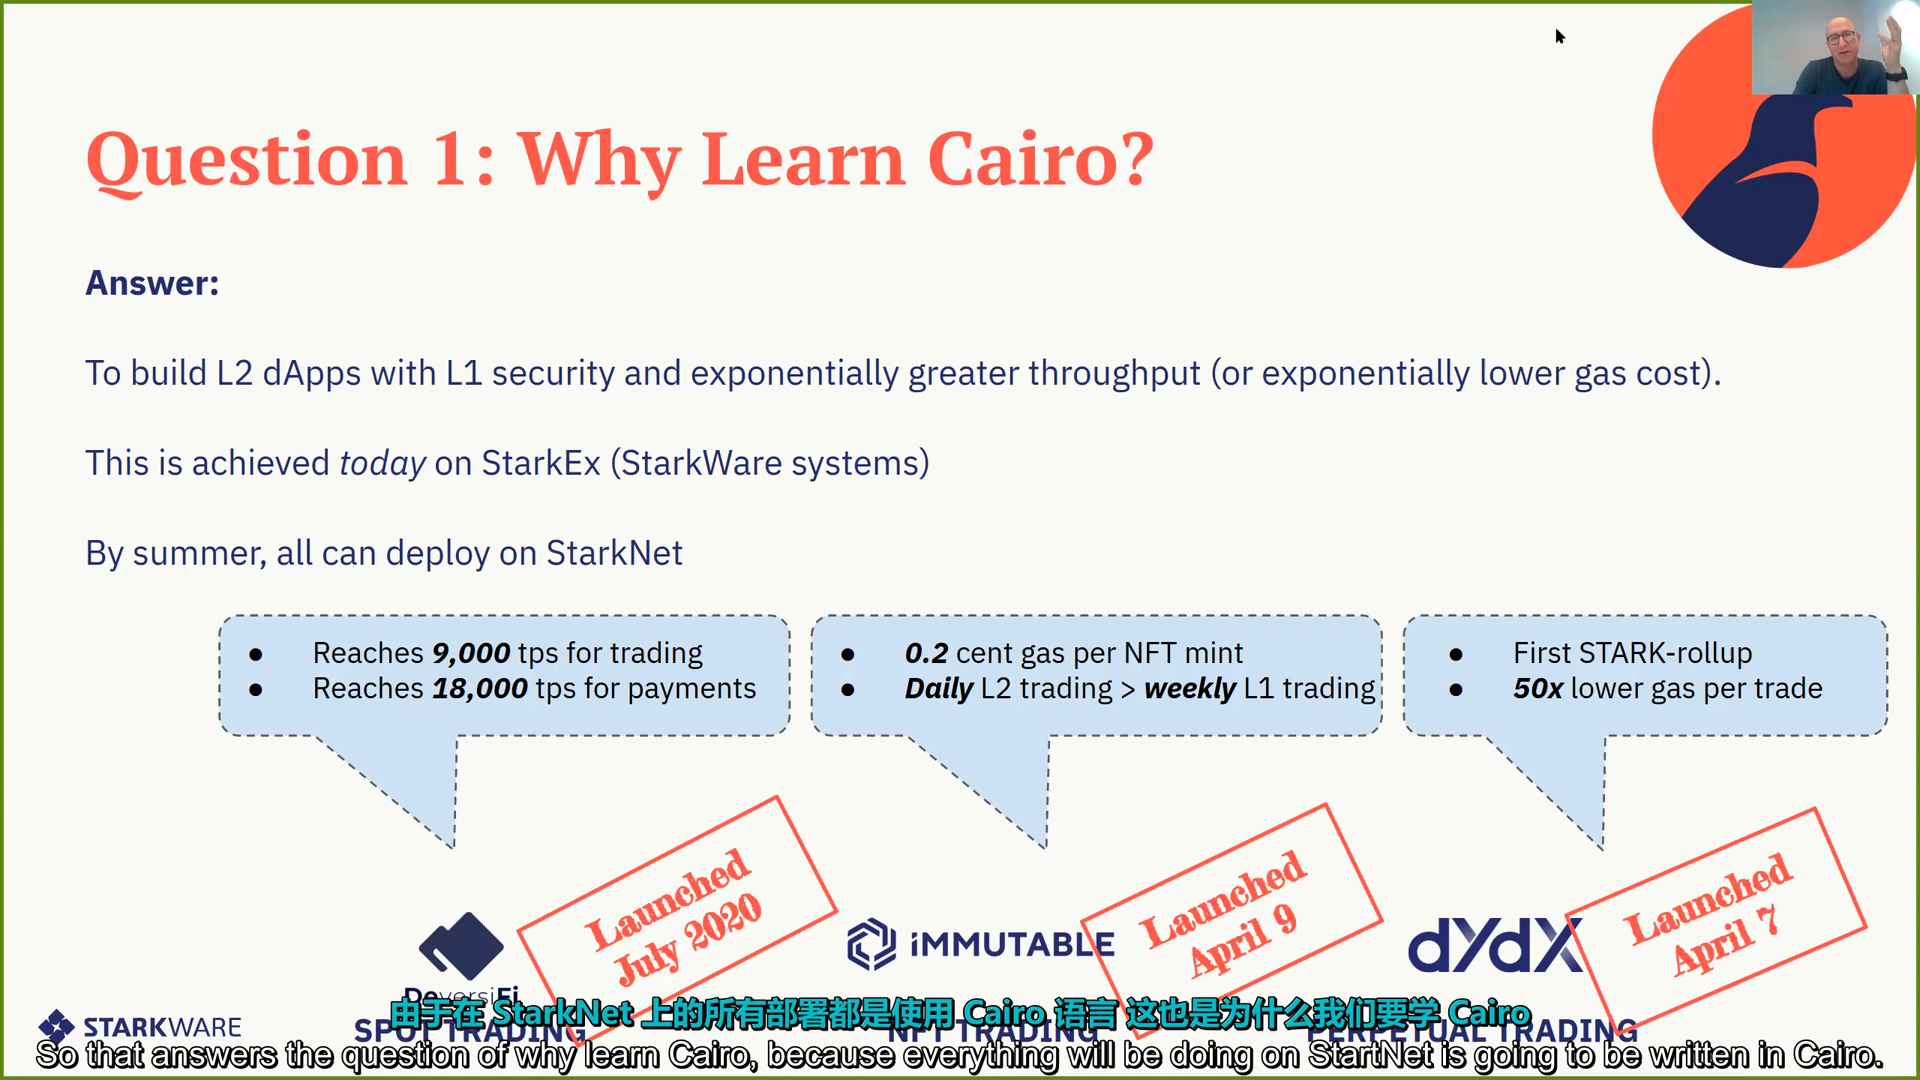 Question 1: Why Learn Cairo?
Answer:
To build L2 dApps with L1 security and exponentially greater throughput (or exponentially lower gas cost).
This is achieved today on StarkEx (StarkWare systems)
By summer, all can deploy on StarkNet
● Reaches 9,000 tps for trading
● Reaches 18,000 tps for payments
● 0.2 cent gas per NFT mint
● Daily L2 trading > weekly L1 trading
● First STARK-rollup
● 50x lower gas per trade
Launched
July 2020
Launched
April 9
Launched
April 7
DeversiFi
iMMUTABLE
dYdX
STARKWARE
SPOT TRADING
NFT TRADING
PERPETUAL TRADING
由于在 StarkNet 上的所有部署都是使用 Cairo 语言 这也是为什么我们要学 Cairo
So that answers the question of why learn Cairo, because everything will be doing on StartNet is going to be written in Cairo.